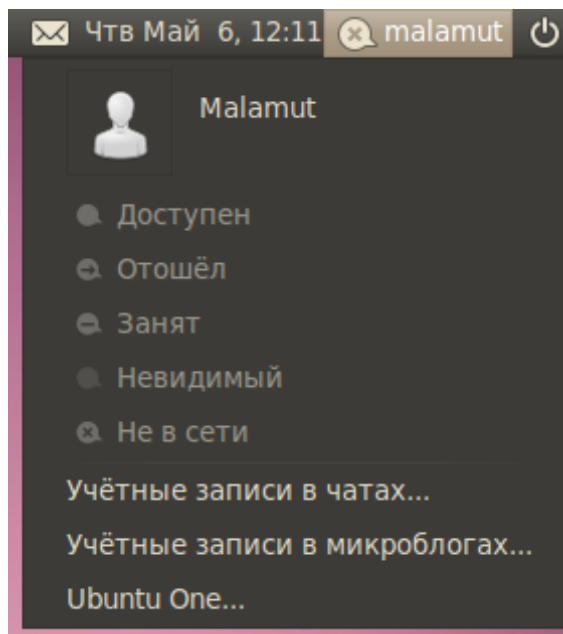 Чтв Май 6, 12:11 malamut
Malamut
Доступен
Отошёл
Занят
Невидимый
Не в сети
Учётные записи в чатах...
Учётные записи в микроблогах...
Ubuntu One...